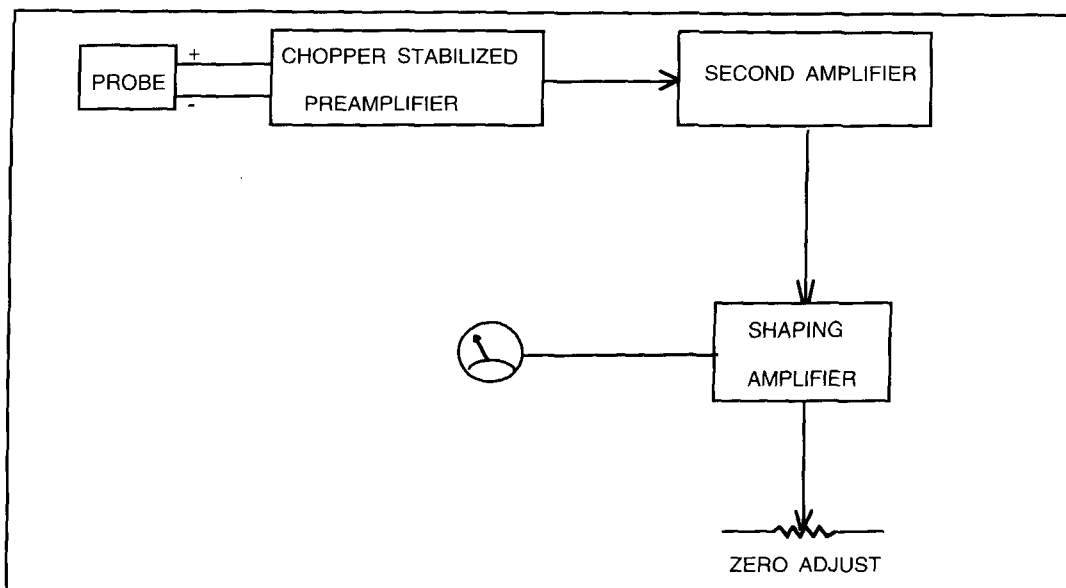 PROBE
+
-
CHOPPER STABILIZED
PREAMPLIFIER
SECOND AMPLIFIER
SHAPING
AMPLIFIER
ZERO ADJUST